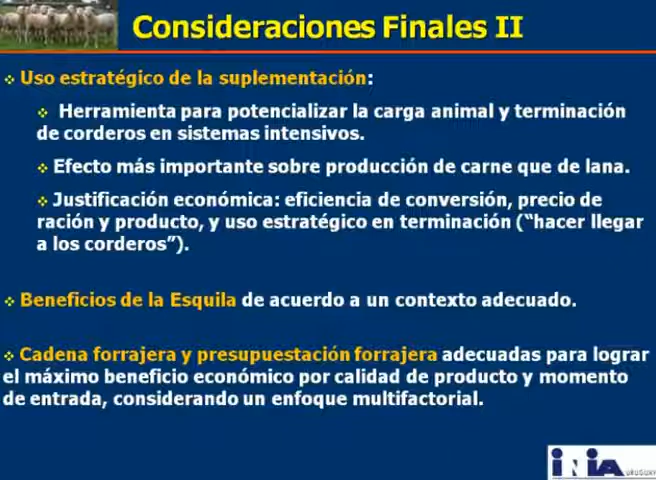 Consideraciones Finales II
Uso estratégico de la suplementación:
Herramienta para potencializar la carga animal y terminación
de corderos en sistemas intensivos.
Efecto más importante sobre producción de carne que de lana.
Justificación económica: eficiencia de conversión, precio de
ración y producto, y uso estratégico en terminación (“hacer llegar
a los corderos”).
Beneficios de la Esquila de acuerdo a un contexto adecuado.
Cadena forrajera y presupuestación forrajera adecuadas para lograr
el máximo beneficio económico por calidad de producto y momento
de entrada, considerando un enfoque multifactorial.
iNiA URUGUAY